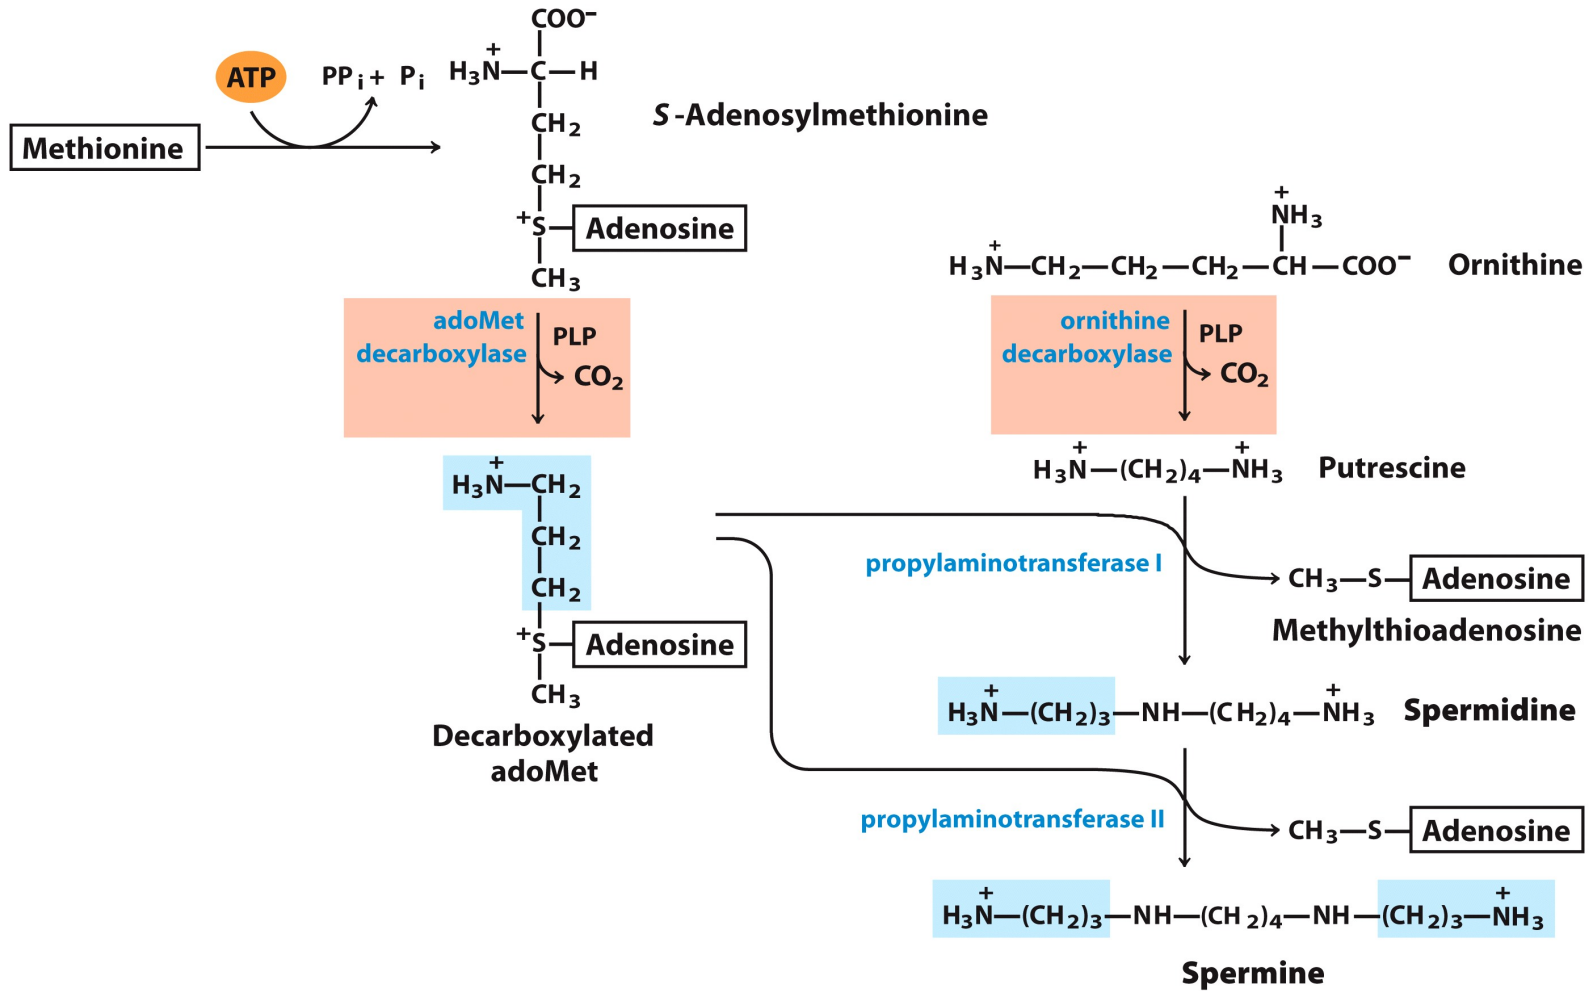 COO⁻
ATP
PPᵢ + Pᵢ
H₃N⁺—C—H
S-Adenosylmethionine
CH₂
Methionine
CH₂
⁺S—Adenosine
CH₃
⁺NH₃
H₃N⁺—CH₂—CH₂—CH₂—CH—COO⁻
Ornithine
adoMet
decarboxylase
PLP
CO₂
ornithine
decarboxylase
PLP
CO₂
H₃N⁺—(CH₂)₄—⁺NH₃
Putrescine
H₃N⁺—CH₂
CH₂
CH₂
⁺S—Adenosine
CH₃
Decarboxylated
adoMet
propylaminotransferase I
CH₃—S—Adenosine
Methylthioadenosine
H₃N⁺—(CH₂)₃—NH—(CH₂)₄—⁺NH₃
Spermidine
propylaminotransferase II
CH₃—S—Adenosine
H₃N⁺—(CH₂)₃—NH—(CH₂)₄—NH—(CH₂)₃—⁺NH₃
Spermine